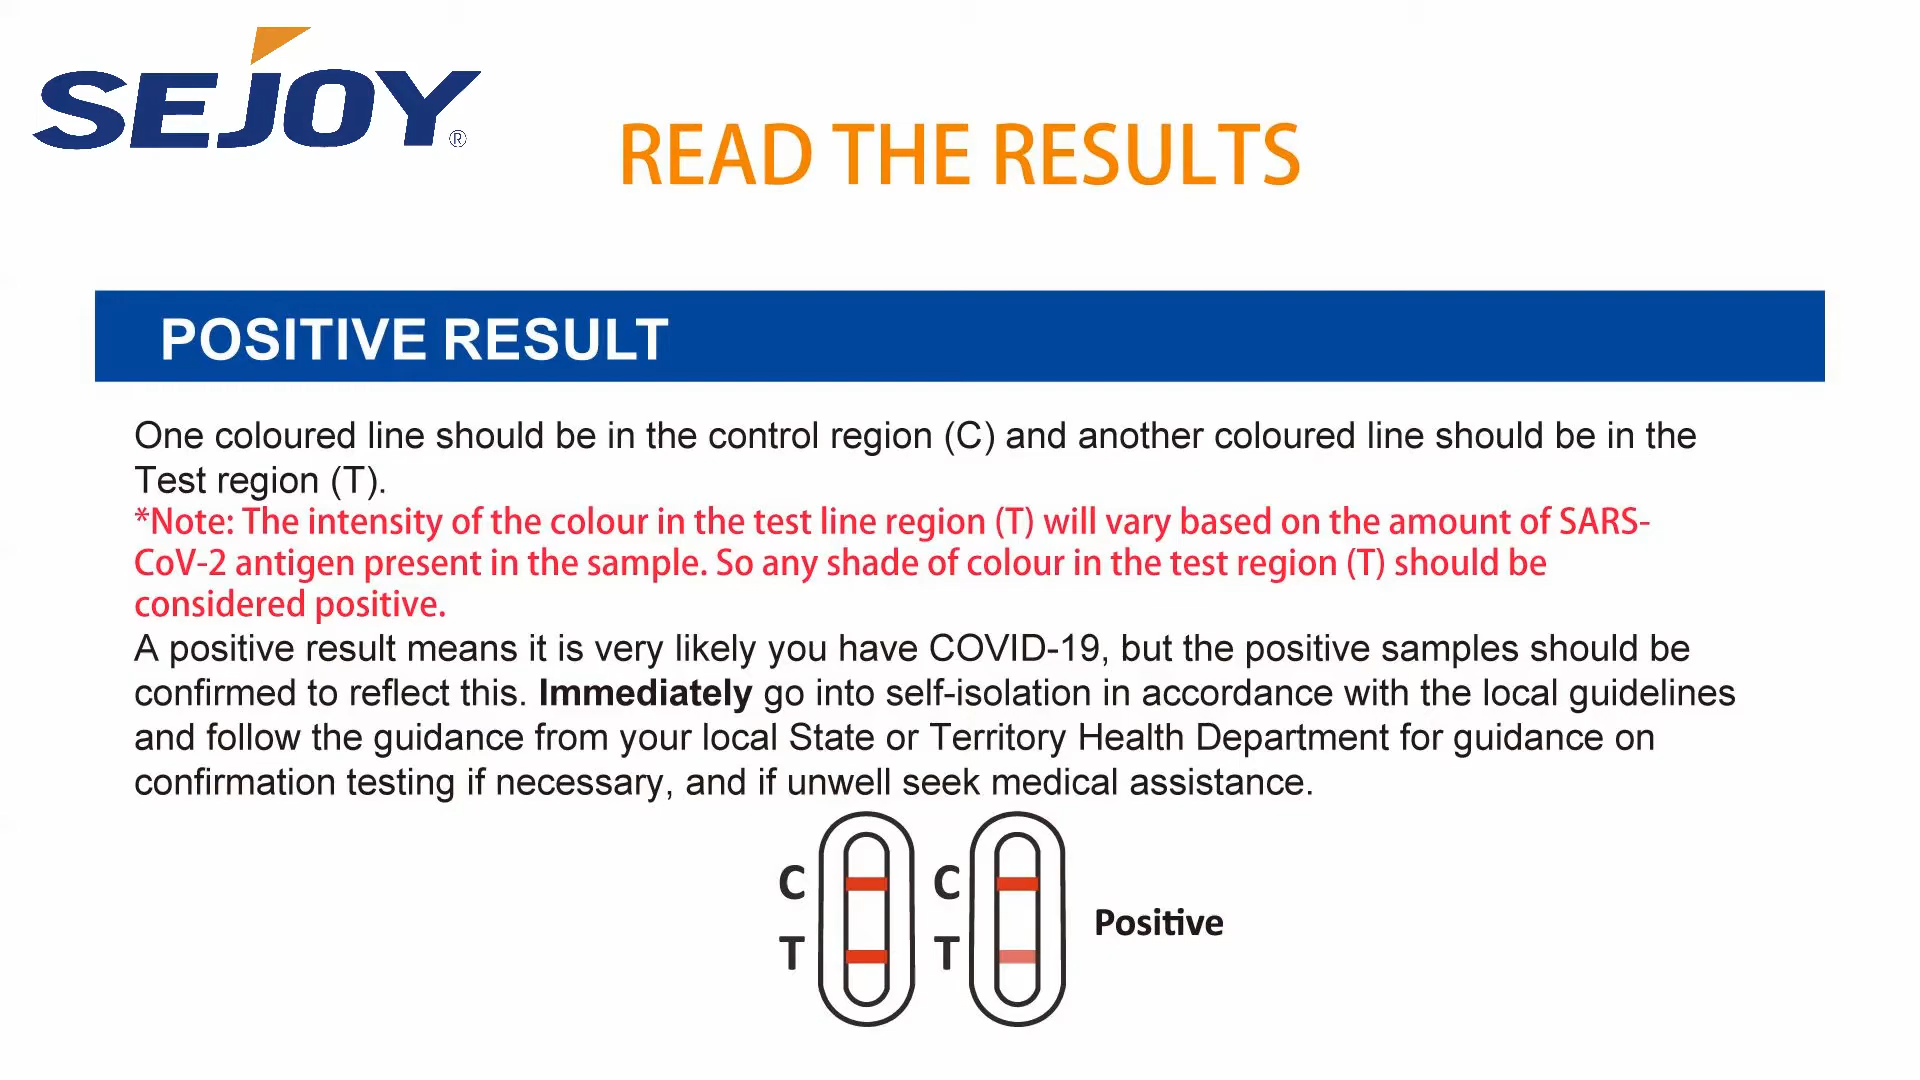 SEJOY®
READ THE RESULTS
POSITIVE RESULT
One coloured line should be in the control region (C) and another coloured line should be in the
Test region (T).
*Note: The intensity of the colour in the test line region (T) will vary based on the amount of SARS-
CoV-2 antigen present in the sample. So any shade of colour in the test region (T) should be
considered positive.
A positive result means it is very likely you have COVID-19, but the positive samples should be
confirmed to reflect this. Immediately go into self-isolation in accordance with the local guidelines
and follow the guidance from your local State or Territory Health Department for guidance on
confirmation testing if necessary, and if unwell seek medical assistance.
C C
Positive
T T